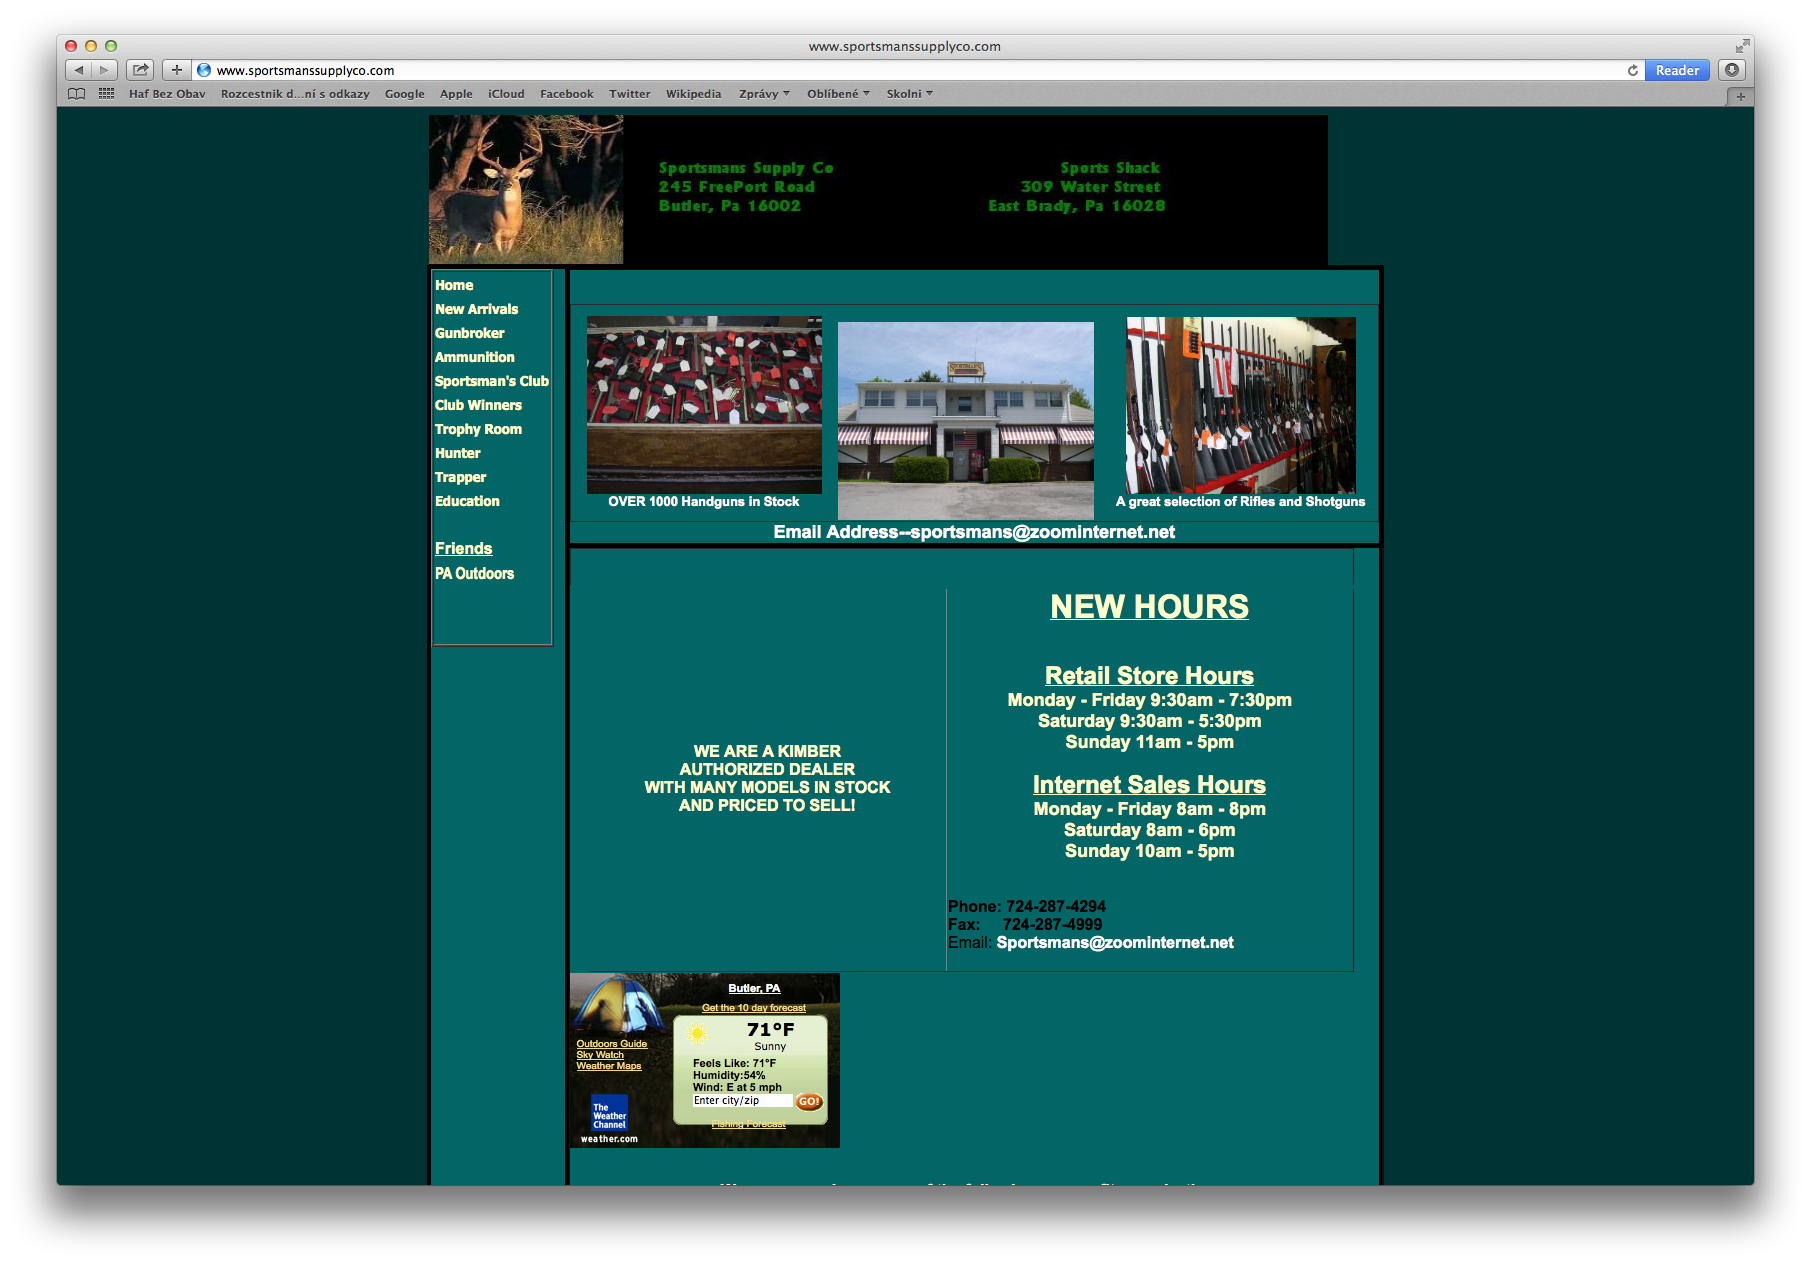 www.sportsmanssupplyco.com
www.sportsmanssupplyco.com
Reader
Haf Bez Obav Rozcestník d...ní s odkazy Google Apple iCloud Facebook Twitter Wikipedia Zprávy Oblíbené Skolni
Sportsmans Supply Co
245 FreePort Road
Butler, Pa 16002
Sports Shack
309 Water Street
East Brady, Pa 16028
Home
New Arrivals
Gunbroker
Ammunition
Sportsman's Club
Club Winners
Trophy Room
Hunter
Trapper
Education
Friends
PA Outdoors
SPORTSMAN'S
OVER 1000 Handguns in Stock
A great selection of Rifles and Shotguns
Email Address--sportsmans@zoominternet.net
WE ARE A KIMBER
AUTHORIZED DEALER
WITH MANY MODELS IN STOCK
AND PRICED TO SELL!
NEW HOURS
Retail Store Hours
Monday - Friday 9:30am - 7:30pm
Saturday 9:30am - 5:30pm
Sunday 11am - 5pm
Internet Sales Hours
Monday - Friday 8am - 8pm
Saturday 8am - 6pm
Sunday 10am - 5pm
Phone: 724-287-4294
Fax: 724-287-4999
Email: Sportsmans@zoominternet.net
Butler, PA
Get the 10 day forecast
71°F
Sunny
Feels Like: 71°F
Humidity:54%
Wind: E at 5 mph
Enter city/zip GO!
Fishing Forecast
Outdoors Guide
Sky Watch
Weather Maps
The
Weather
Channel
weather.com